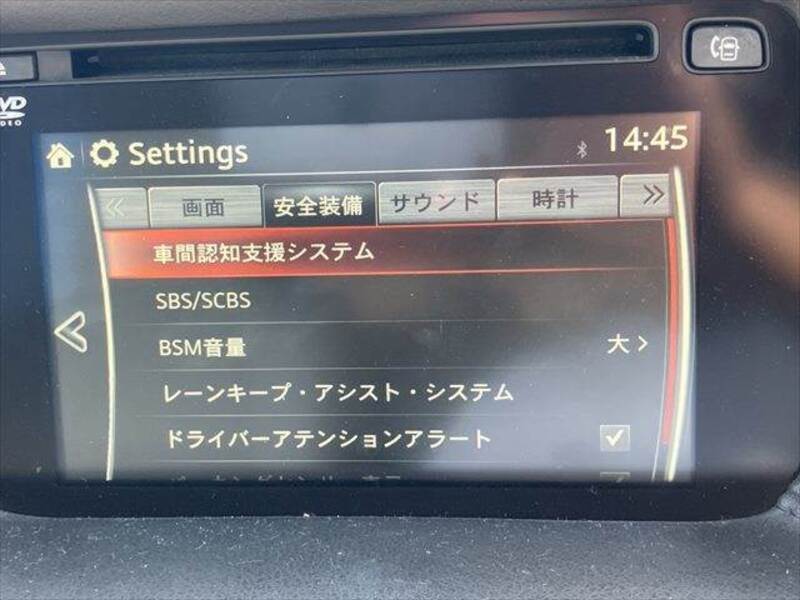 DVD
VIDEO
Settings
14:45
画面 安全装備 サウンド 時計
車間認知支援システム
SBS/SCBS
BSM音量 大
レーンキープ・アシスト・システム
ドライバーアテンションアラート